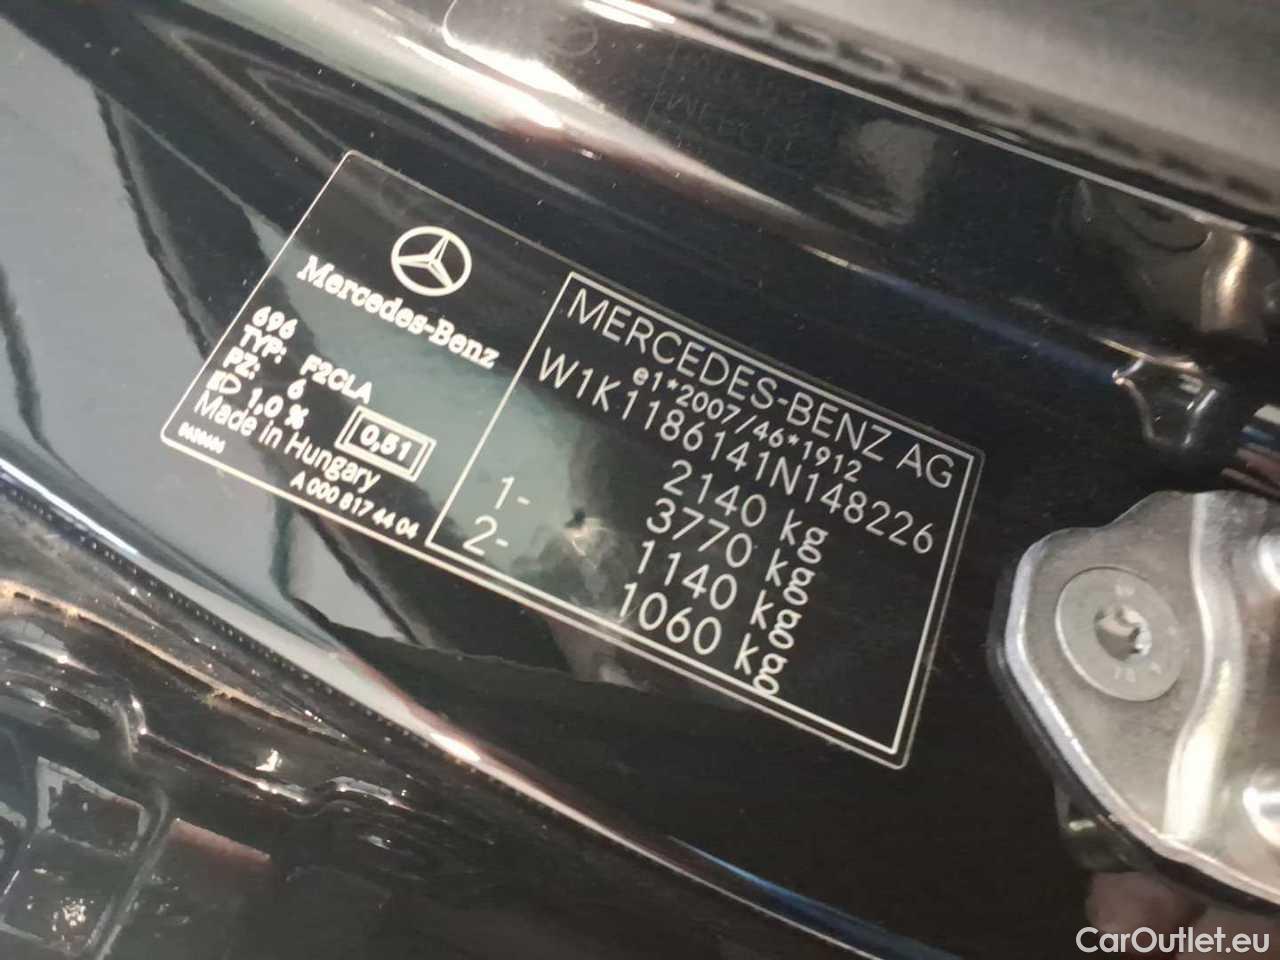 Mercedes-Benz
696
TYP: F2CLA
PZ: 6
1,0 % 0,51
Made in Hungary
A 000 817 44 04
MERCEDES-BENZ AG
e1*2007/46*1912
W1K1186141N148226
2140 kg
3770 kg
1- 1140 kg
2- 1060 kg
CarOutlet.eu